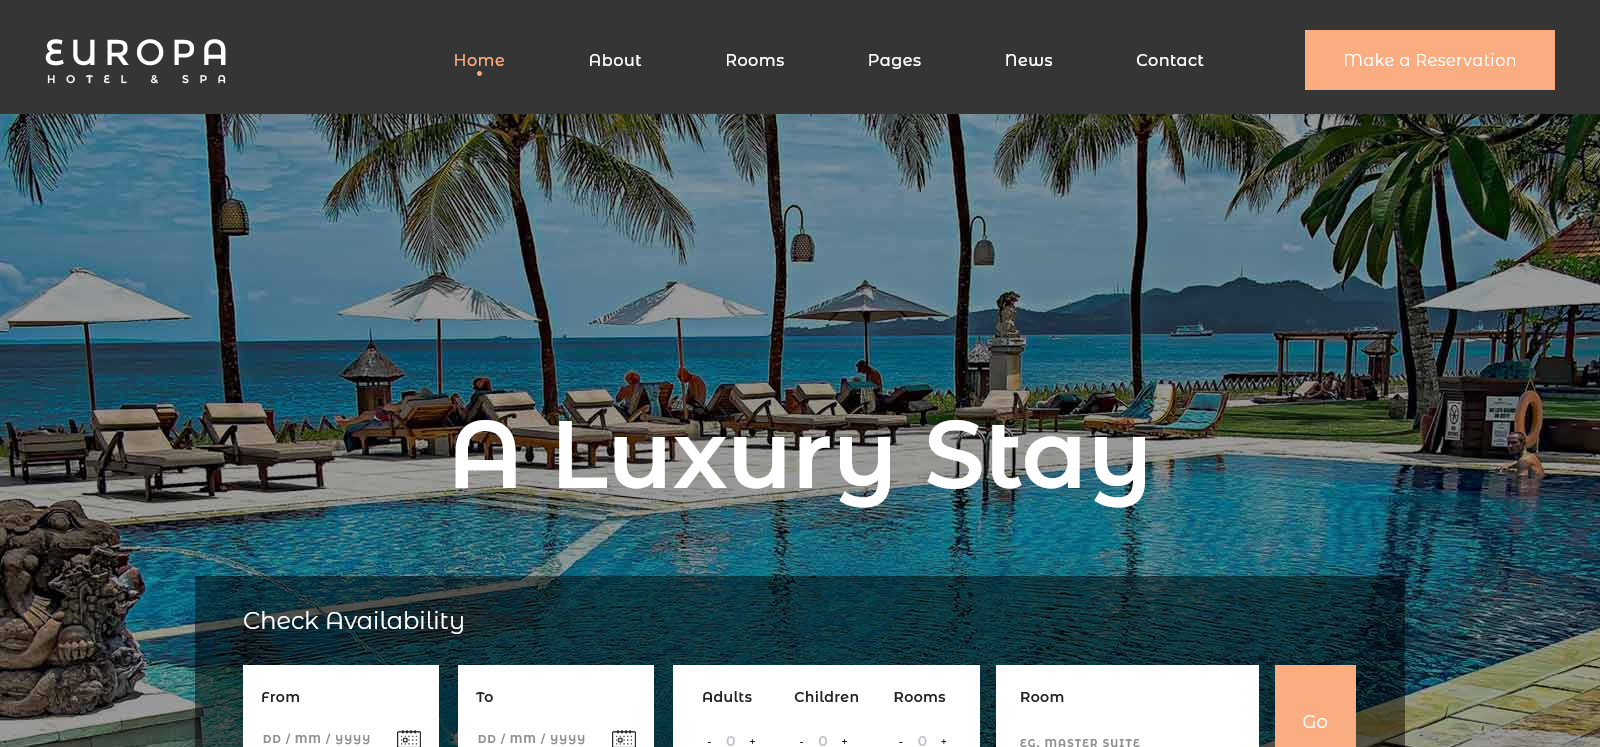 EUROPA
HOTEL & SPA
Home About Rooms Pages News Contact
Make a Reservation
A Luxury Stay
Check Availability
From
DD / MM / YYYY
To
DD / MM / YYYY
Adults Children Rooms
- 0 + - 0 + - 0 +
Room
EG. MASTER SUITE
Go